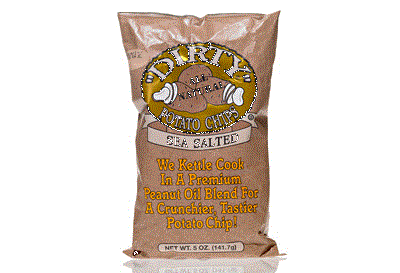 "DIRTY"
ALL
NATURAL
POTATO CHIPS
SEA SALTED
We Kettle Cook
In A Premium
Peanut Oil Blend For
A Crunchier, Tastier
Potato Chip!
NET WT. 5 OZ. (141.7g)